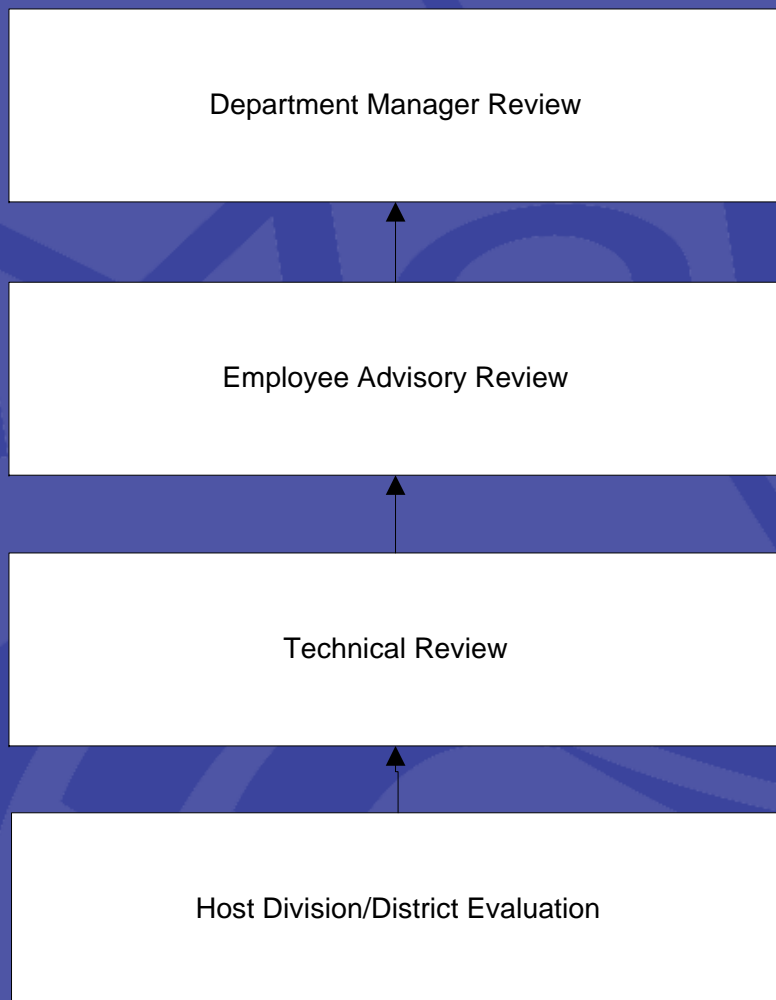 Department Manager Review
Employee Advisory Review
Technical Review
Host Division/District Evaluation